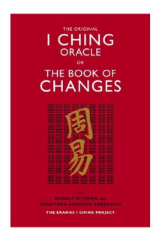 THE ORIGINAL
I CHING
ORACLE
OR
THE BOOK OF
CHANGES
周易
RUDOLF RITSEMA AND
SHANTENA AUGUSTO SABBADINI
THE ERANOS I CHING PROJECT